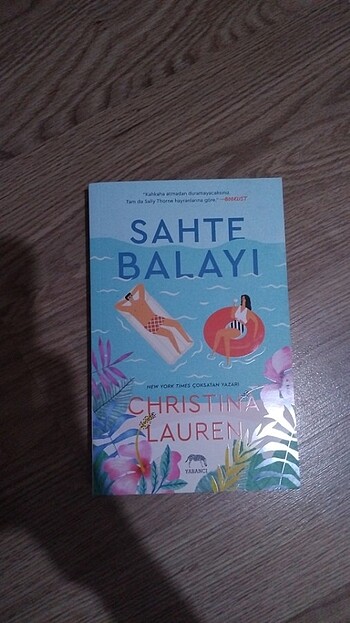 "Kahkaha atmadan duramayacaksınız.
Tam da Sally Thorne hayranlarına göre." —BOOKLIST
SAHTE
BALAYI
NEW YORK TIMES ÇOKSATAN YAZARI
CHRISTINA
LAUREN
YABANCI